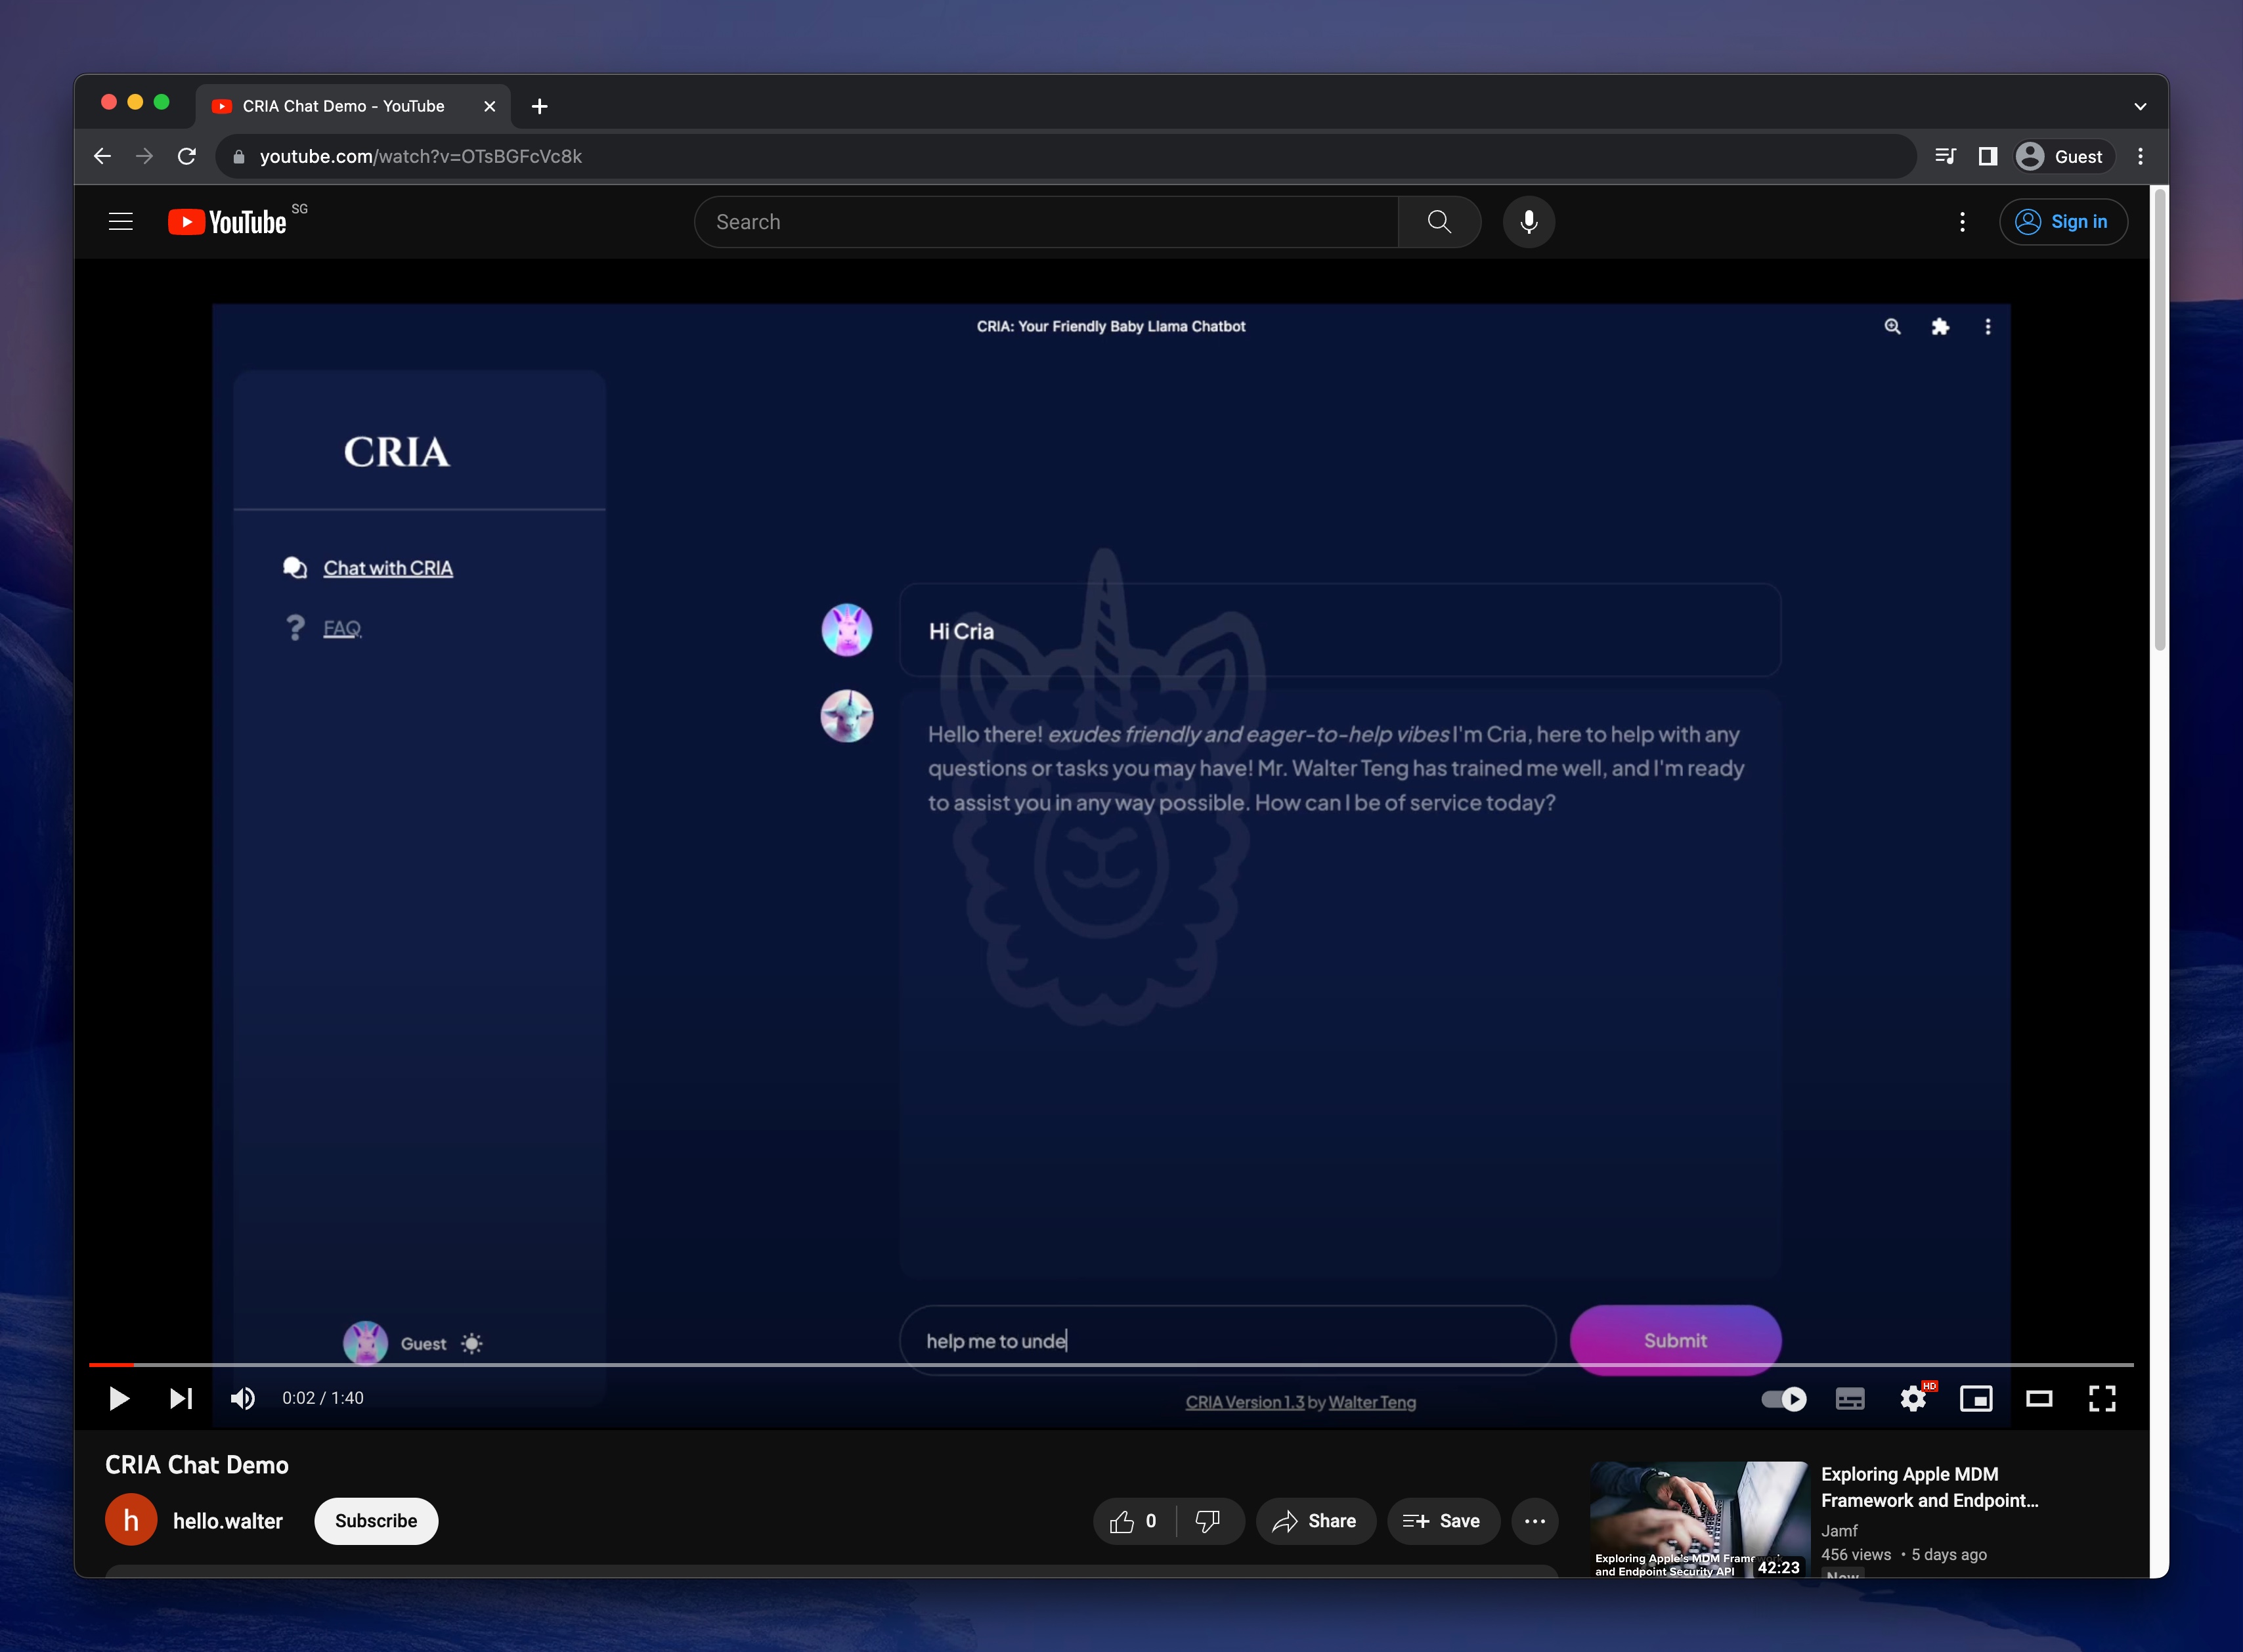 CRIA Chat Demo - YouTube
youtube.com/watch?v=OTsBGFcVc8k
Guest
YouTube SG
Search
Sign in
CRIA: Your Friendly Baby Llama Chatbot
CRIA
Chat with CRIA
FAQ
Hi Cria
Hello there! exudes friendly and eager-to-help vibes I'm Cria, here to help with any
questions or tasks you may have! Mr. Walter Teng has trained me well, and I'm ready
to assist you in any way possible. How can I be of service today?
Guest
help me to unde
Submit
0:02 / 1:40
CRIA Version 1.3 by Walter Teng
HD
CRIA Chat Demo
h
hello.walter
Subscribe
0
Share
Save
Exploring Apple's MDM Framework
and Endpoint Security API
42:23
Exploring Apple MDM
Framework and Endpoint...
Jamf
456 views • 5 days ago
New